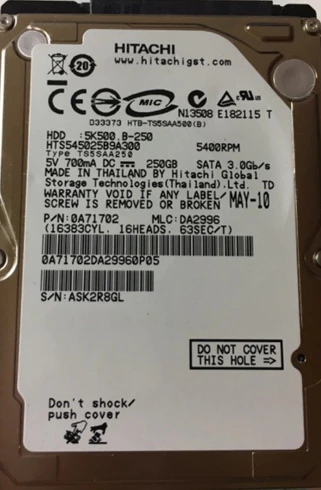 HITACHI
www.hitachigst.com
20
CE MIC N13508 E182115 T
D33373 HTB-TS5SAA500(B)
HDD :5K500.B-250
HTS545025B9A300 5400RPM
Type TS5SAA250
5V 700mA DC 250GB SATA 3.0Gb/s
MADE IN THAILAND BY Hitachi Global
Storage Technologies(Thailand).Ltd. TD
WARRANTY VOID IF ANY LABEL/ MAY-10
SCREW IS REMOVED OR BROKEN
P/N:0A71702 MLC:DA2996
(16383CYL. 16HEADS. 63SEC/T)
0A71702DA29960P05
S/N:ASK2R8GL
DO NOT COVER
THIS HOLE =>
Don't shock/
push cover